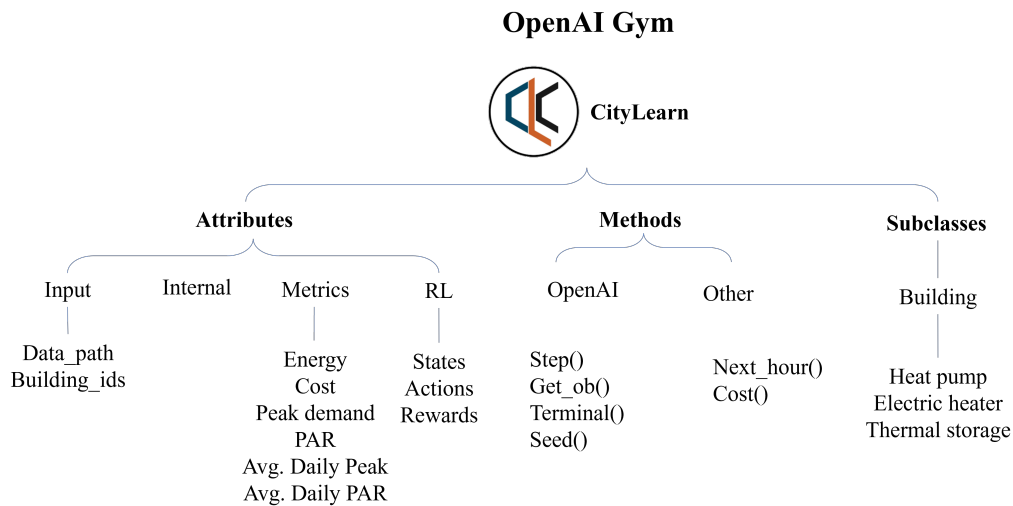 OpenAI Gym
CityLearn
Attributes
Methods
Subclasses
Input
Internal
Metrics
RL
OpenAI
Other
Building
Data_path
Building_ids
Energy
Cost
Peak demand
PAR
Avg. Daily Peak
Avg. Daily PAR
States
Actions
Rewards
Step()
Get_ob()
Terminal()
Seed()
Next_hour()
Cost()
Heat pump
Electric heater
Thermal storage